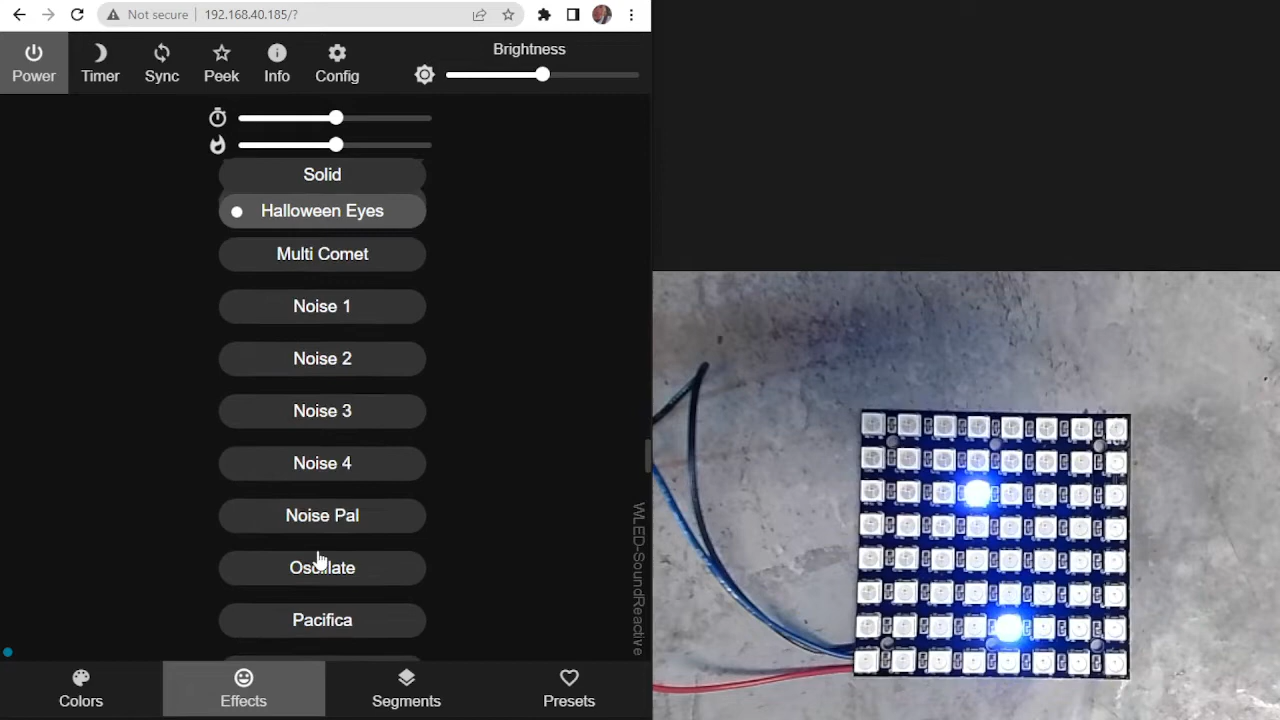 Not secure
192.168.40.185/?
Brightness
Power
Timer
Sync
Peek
Info
Config
Solid
Halloween Eyes
Multi Comet
Noise 1
Noise 2
Noise 3
Noise 4
Noise Pal
Oscillate
Pacifica
WLED-SoundReactive
Colors
Effects
Segments
Presets